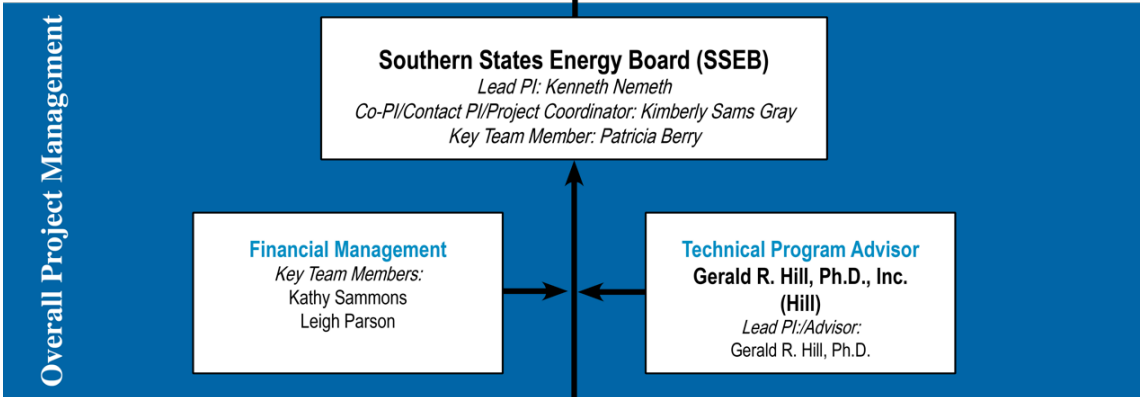 Overall Project Management
Southern States Energy Board (SSEB)
Lead PI: Kenneth Nemeth
Co-PI/Contact PI/Project Coordinator: Kimberly Sams Gray
Key Team Member: Patricia Berry
Financial Management
Key Team Members:
Kathy Sammons
Leigh Parson
Technical Program Advisor
Gerald R. Hill, Ph.D., Inc.
(Hill)
Lead PI:/Advisor:
Gerald R. Hill, Ph.D.